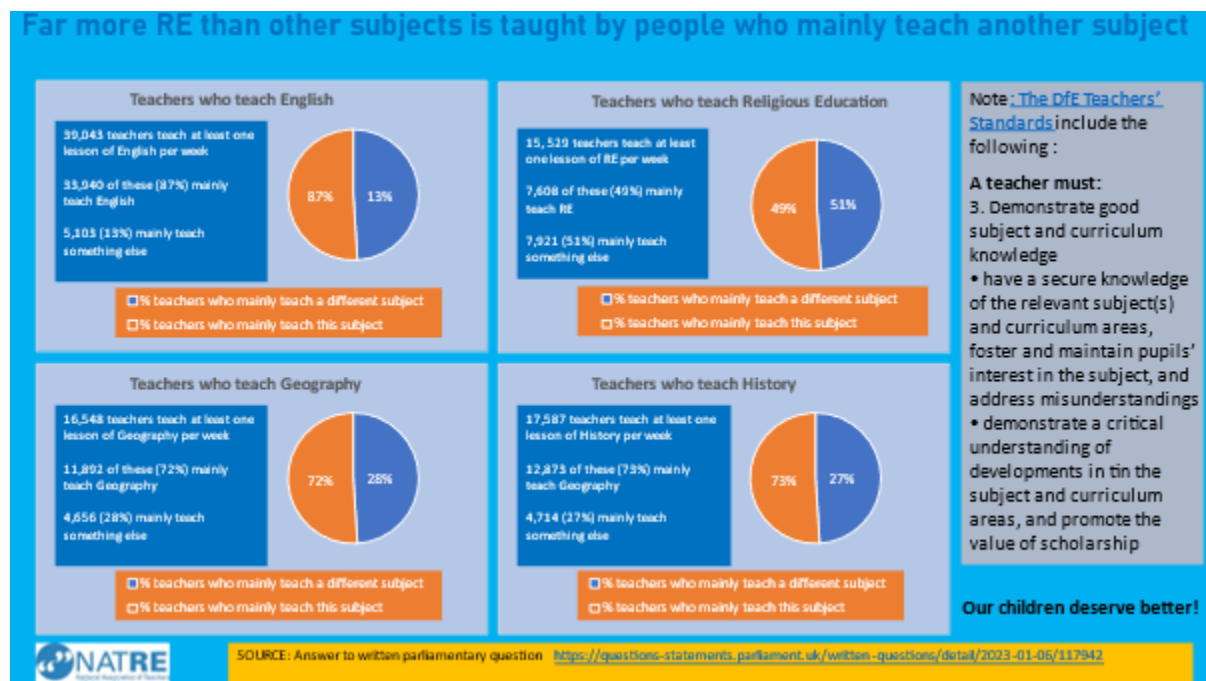 Far more RE than other subjects is taught by people who mainly teach another subject
Teachers who teach English
39,043 teachers teach at least one
lesson of English per week
33,940 of these (87%) mainly
teach English
5,103 (13%) mainly teach
something else
87%
13%
% teachers who mainly teach a different subject
% teachers who mainly teach this subject
Teachers who teach Religious Education
15, 529 teachers teach at least
one lesson of RE per week
7,608 of these (49%) mainly
teach RE
7,921 (51%) mainly teach
something else
49%
51%
% teachers who mainly teach a different subject
% teachers who mainly teach this subject
Teachers who teach Geography
16,548 teachers teach at least one
lesson of Geography per week
11,892 of these (72%) mainly
teach Geography
4,656 (28%) mainly teach
something else
72%
28%
% teachers who mainly teach a different subject
% teachers who mainly teach this subject
Teachers who teach History
17,587 teachers teach at least one
lesson of History per week
12,873 of these (73%) mainly
teach Geography
4,714 (27%) mainly teach
something else
73%
27%
% teachers who mainly teach a different subject
% teachers who mainly teach this subject
Note: The DfE Teachers'
Standards include the
following :
A teacher must:
3. Demonstrate good
subject and curriculum
knowledge
• have a secure knowledge
of the relevant subject(s)
and curriculum areas,
foster and maintain pupils'
interest in the subject, and
address misunderstandings
• demonstrate a critical
understanding of
developments in tin the
subject and curriculum
areas, and promote the
value of scholarship
Our children deserve better!
NATRE
National Association of Teachers
SOURCE: Answer to written parliamentary question https://questions-statements.parliament.uk/written-questions/detail/2023-01-06/117942